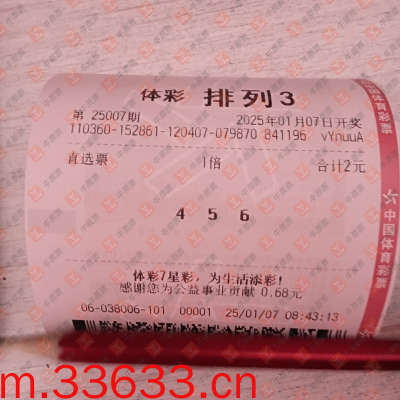 体彩 排列3
第 25007期 2025年01月07日开奖
110360-152861-120407-079870 841196 vYnuuA
直选票 1倍 合计2元
4 5 6
体彩7星彩，为生活添彩！
感谢您为公益事业贡献 0.68元
06-038006-101 00001 25/01/07 08:43:13
中国体育彩票
m.33633.cn